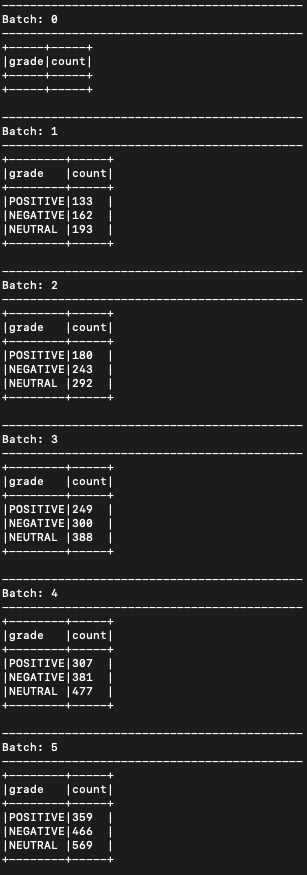 -------------------------------------------
Batch: 0
-------------------------------------------
+-----+-----+
|grade|count|
+-----+-----+
+-----+-----+
-------------------------------------------
Batch: 1
-------------------------------------------
+--------+-----+
|grade   |count|
+--------+-----+
|POSITIVE|133  |
|NEGATIVE|162  |
|NEUTRAL |193  |
+--------+-----+
-------------------------------------------
Batch: 2
-------------------------------------------
+--------+-----+
|grade   |count|
+--------+-----+
|POSITIVE|180  |
|NEGATIVE|243  |
|NEUTRAL |292  |
+--------+-----+
-------------------------------------------
Batch: 3
-------------------------------------------
+--------+-----+
|grade   |count|
+--------+-----+
|POSITIVE|249  |
|NEGATIVE|300  |
|NEUTRAL |388  |
+--------+-----+
-------------------------------------------
Batch: 4
-------------------------------------------
+--------+-----+
|grade   |count|
+--------+-----+
|POSITIVE|307  |
|NEGATIVE|381  |
|NEUTRAL |477  |
+--------+-----+
-------------------------------------------
Batch: 5
-------------------------------------------
+--------+-----+
|grade   |count|
+--------+-----+
|POSITIVE|359  |
|NEGATIVE|466  |
|NEUTRAL |569  |
+--------+-----+